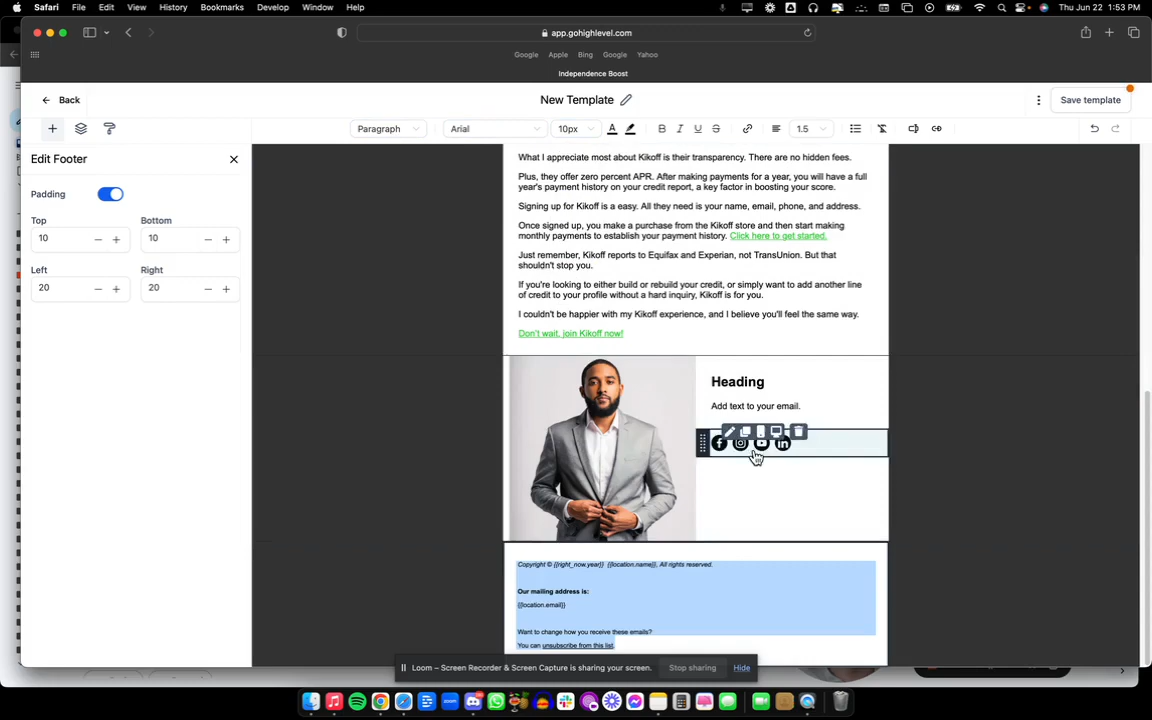 Safari File Edit View History Bookmarks Develop Window Help Thu Jun 22 1:53 PM
app.gohighlevel.com
Google Apple Bing Google Yahoo
Independence Boost
Back New Template Save template
Paragraph Arial 10px 1.5
Edit Footer
Padding
Top Bottom
10 10
Left Right
20 20
What I appreciate most about Kikoff is their transparency. There are no hidden fees.
Plus, they offer zero percent APR. After making payments for a year, you will have a full
year's payment history on your credit report, a key factor in boosting your score.
Signing up for Kikoff is a easy. All they need is your name, email, phone, and address.
Once signed up, you make a purchase from the Kikoff store and then start making
monthly payments to establish your payment history. Click here to get started.
Just remember, Kikoff reports to Equifax and Experian, not TransUnion. But that
shouldn't stop you.
If you're looking to either build or rebuild your credit, or simply want to add another line
of credit to your profile without a hard inquiry, Kikoff is for you.
I couldn't be happier with my Kikoff experience, and I believe you'll feel the same way.
Don't wait, join Kikoff now!
Heading
Add text to your email.
Copyright © {{right_now.year}} {{location.name}}, All rights reserved.
Our mailing address is:
{{location.email}}
Want to change how you receive these emails?
You can unsubscribe from this list.
Loom – Screen Recorder & Screen Capture is sharing your screen. Stop sharing Hide